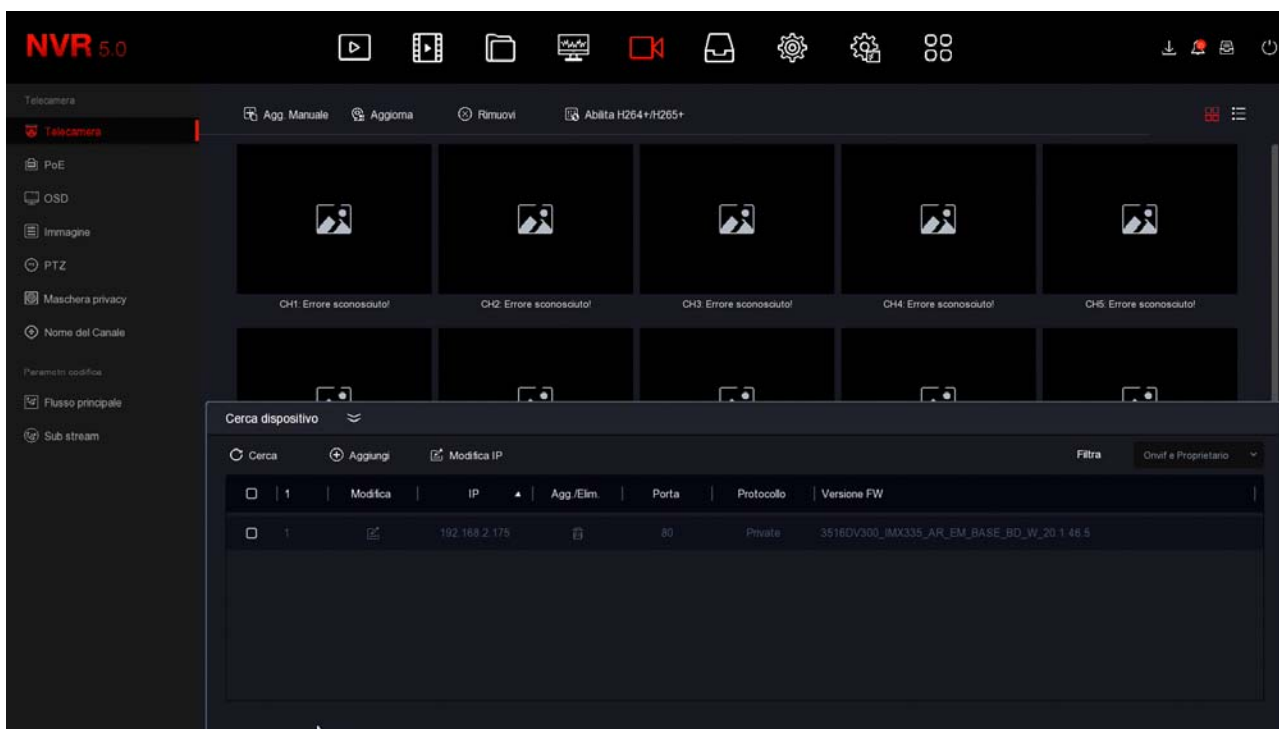 NVR 5.0
Telecamera
Telecamera
PoE
OSD
Immagine
PTZ
Maschera privacy
Nome del Canale
Parametri codifica
Flusso principale
Sub stream
Agg. Manuale Aggiorna Rimuovi Abilita H264+/H265+
CH1: Errore sconosciuto! CH2: Errore sconosciuto! CH3: Errore sconosciuto! CH4: Errore sconosciuto! CH5: Errore sconosciuto!
Cerca dispositivo
Cerca Aggiungi Modifica IP Filtra Onvif e Proprietario
1 Modifica IP Agg./Elim. Porta Protocollo Versione FW
1 192.168.2.175 80 Private 3516DV300_IMX335_AR_EM_BASE_BD_W_20.1.46.5